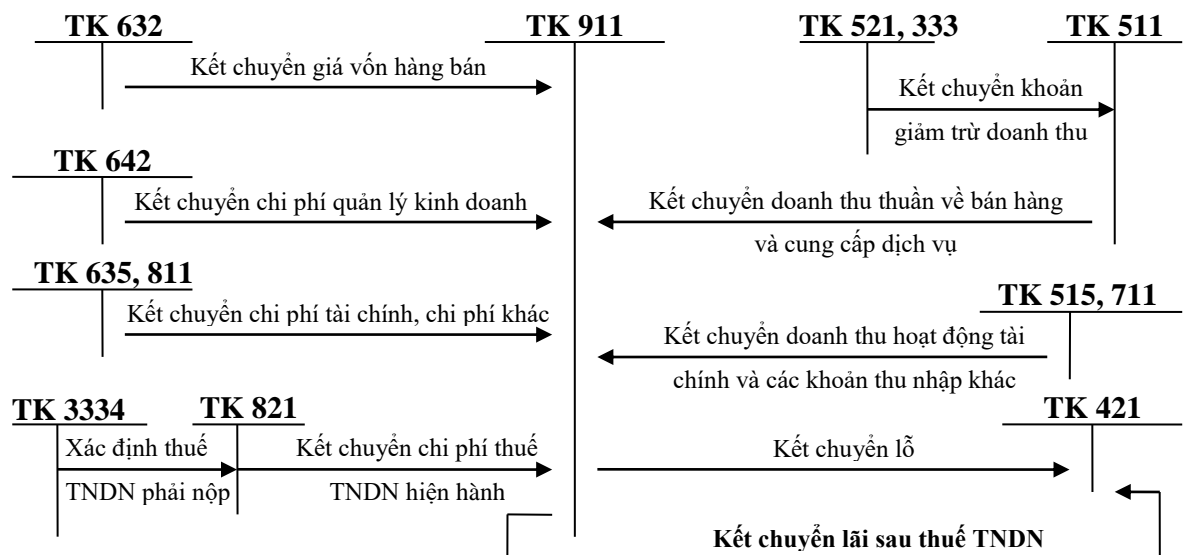 TK 632
TK 911
TK 521, 333
TK 511
Kết chuyển giá vốn hàng bán
Kết chuyển khoản
giảm trừ doanh thu
TK 642
Kết chuyển chi phí quản lý kinh doanh
Kết chuyển doanh thu thuần về bán hàng
và cung cấp dịch vụ
TK 635, 811
TK 515, 711
Kết chuyển chi phí tài chính, chi phí khác
Kết chuyển doanh thu hoạt động tài
chính và các khoản thu nhập khác
TK 3334
TK 821
TK 421
Xác định thuế
TNDN phải nộp
Kết chuyển chi phí thuế
TNDN hiện hành
Kết chuyển lỗ
Kết chuyển lãi sau thuế TNDN